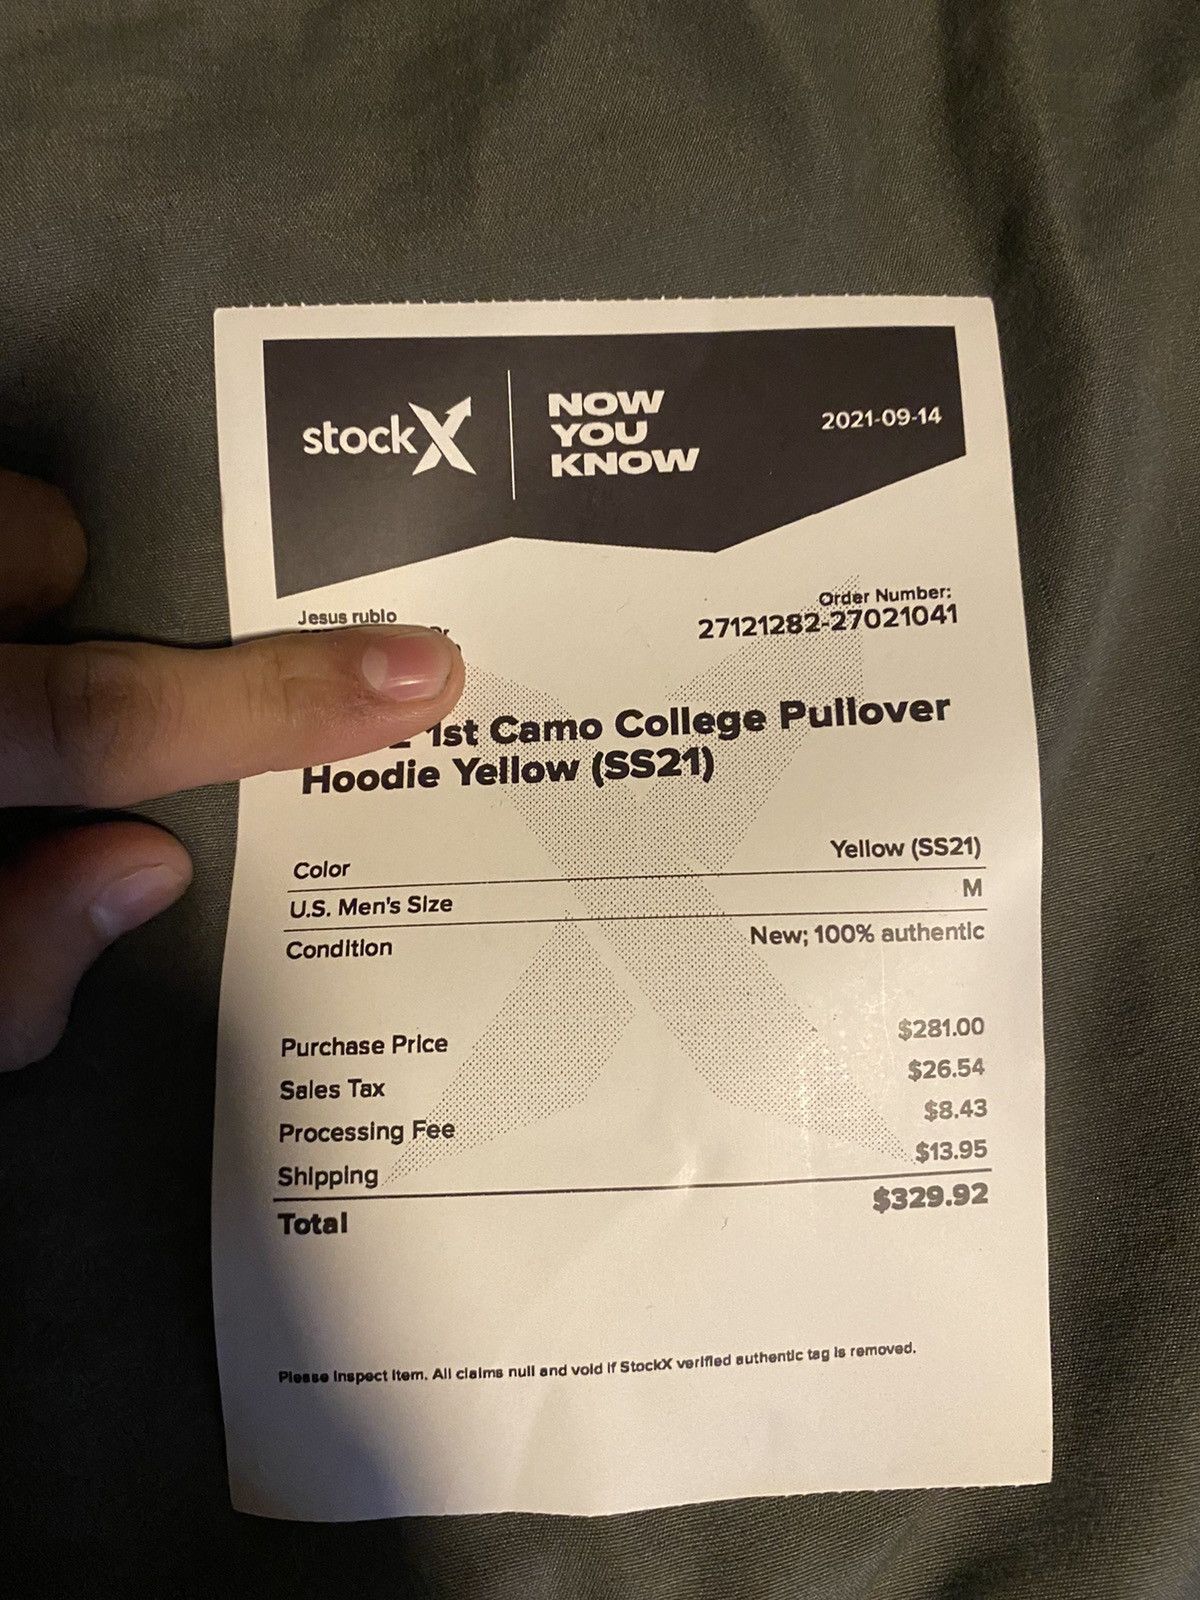 stockX
NOW
YOU
KNOW
2021-09-14
Jesus rubio
Order Number:
27121282-27021041
1st Camo College Pullover
Hoodie Yellow (SS21)
Color Yellow (SS21)
U.S. Men's Size M
Condition New; 100% authentic
Purchase Price $281.00
Sales Tax $26.54
Processing Fee $8.43
Shipping $13.95
Total $329.92
Please inspect item. All claims null and void if StockX verified authentic tag is removed.